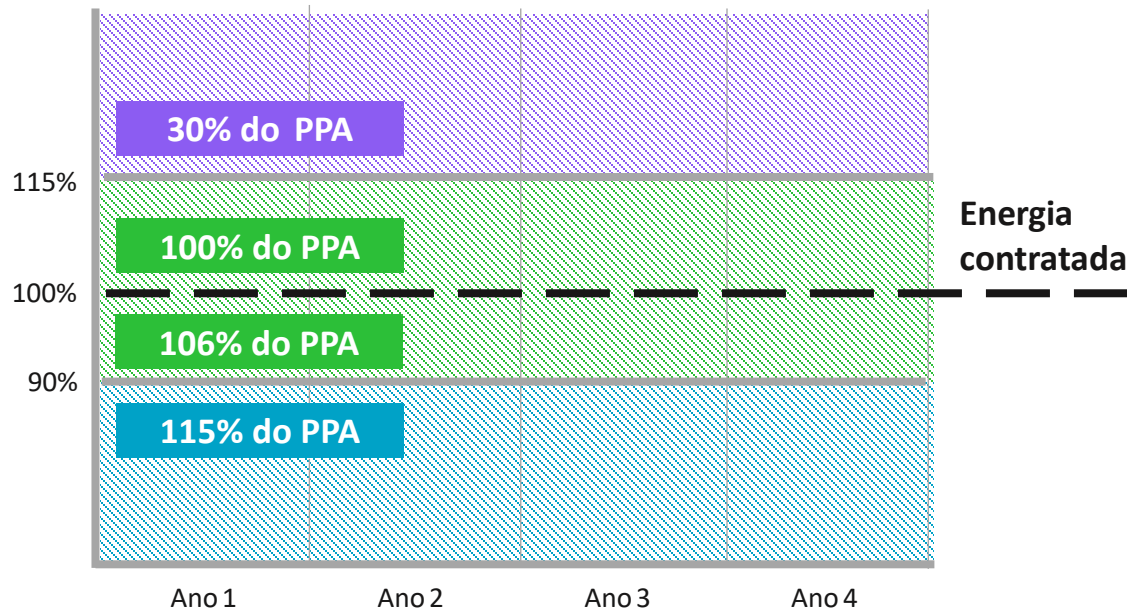 30% do PPA
115%
100% do PPA
Energia
contratada
100%
106% do PPA
90%
115% do PPA
Ano 1
Ano 2
Ano 3
Ano 4